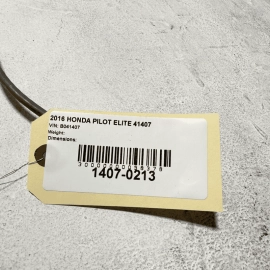 2016 HONDA PILOT ELITE 41407
VIN: B041407
Weight:
Dimensions:
1407-0213